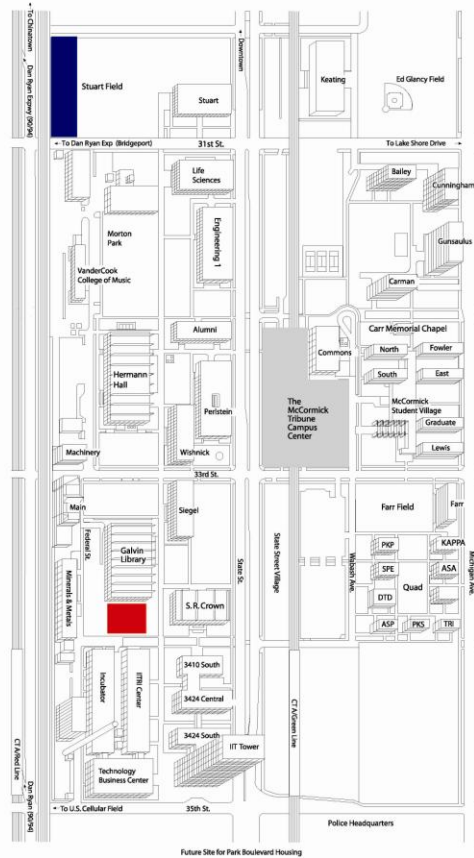 To Chinatown
Dan Ryan Expwy (90/94)
Downtown
Stuart Field
Stuart
Keating
Ed Glancy Field
To Dan Ryan Exp (Bridgeport)
31st St.
To Lake Shore Drive
Life
Sciences
Bailey
Cunningham
Morton
Park
Engineering 1
Gunsaulus
VanderCook
College of Music
Carman
Alumni
Carr Memorial Chapel
Commons
North
Fowler
Hermann
Hall
South
East
Perlstein
The
McCormick
Tribune
Campus
Center
McCormick
Student Village
Graduate
Machinery
Wishnick
Lewis
33rd St.
Main
Siegel
Farr Field
Farr
Federal St.
Galvin
Library
State St.
State Street Village
Wabash Ave.
Michigan Ave.
PKP
KAPPA
SPE
ASA
Minerals & Metals
Quad
DTD
S.R.Crown
ASP
PKS
TRI
Incubator
IITRI Center
3410 South
3424 Central
CT A/Green Line
3424 South
IIT Tower
CT A/Red Line
Technology
Business Center
Dan Ryan (90/94)
To U.S. Cellular Field
35th St.
Police Headquarters
Future Site for Park Boulevard Housing